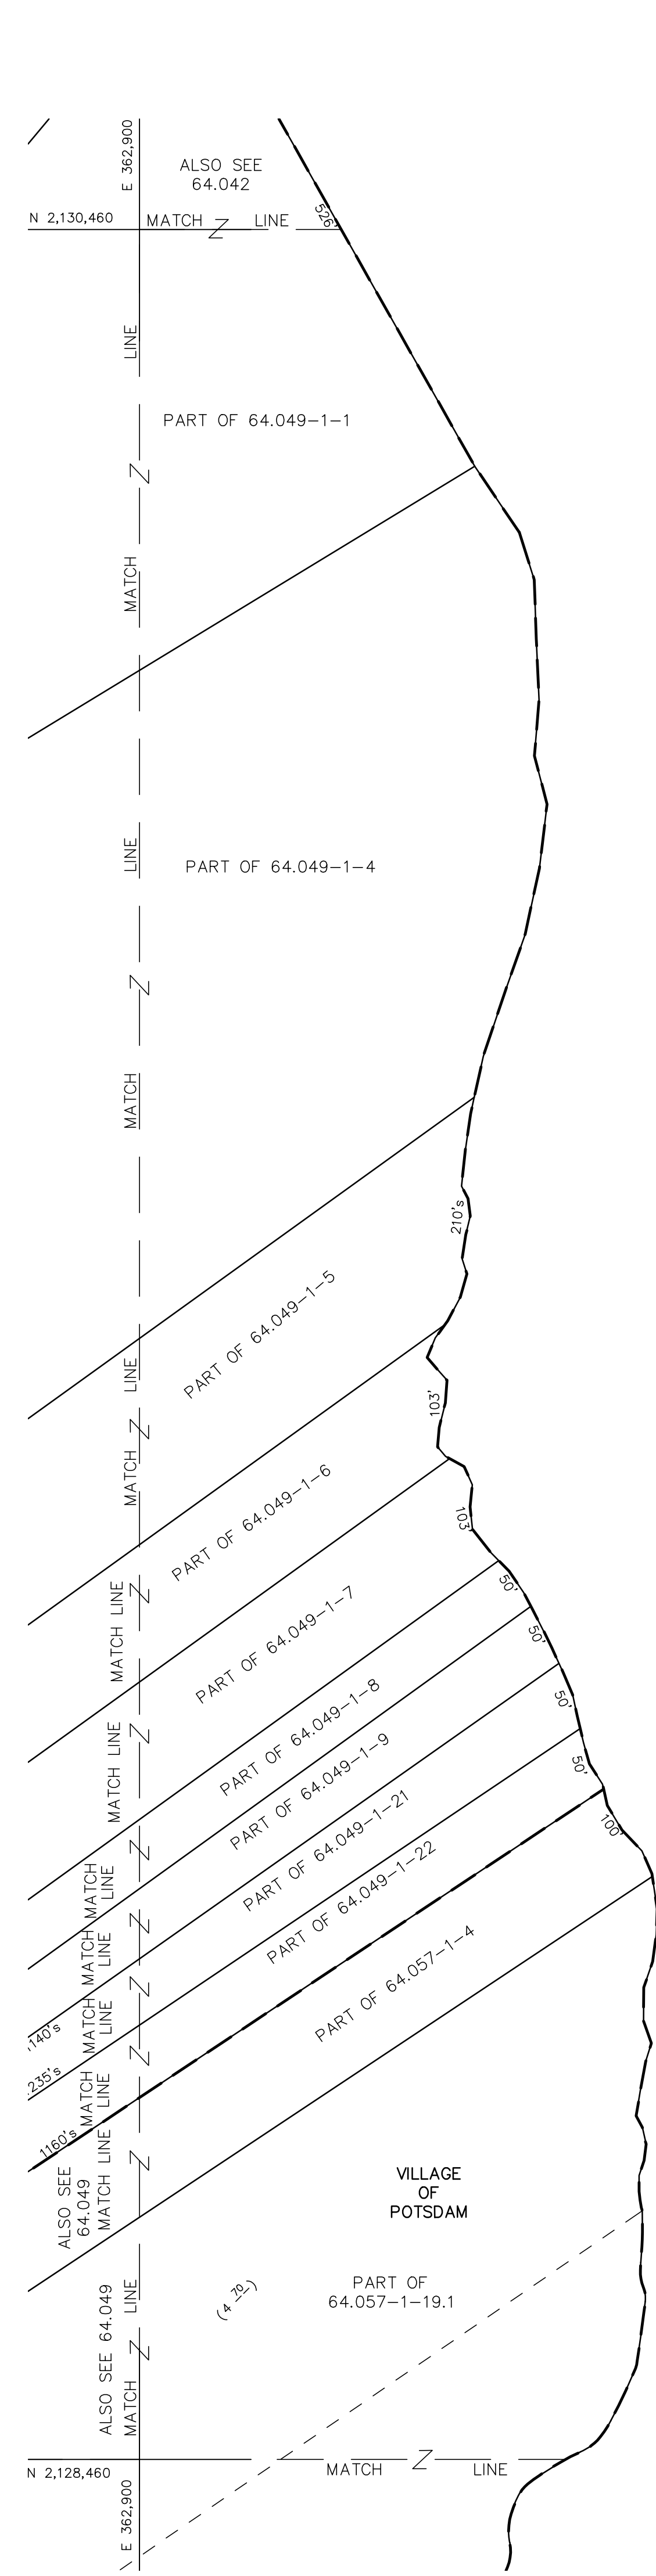 E 362,900
ALSO SEE
64.042
N 2,130,460
MATCH LINE
526'
LINE
PART OF 64.049-1-1
MATCH
LINE
PART OF 64.049-1-4
MATCH
210's
PART OF 64.049-1-5
LINE
103'
MATCH
PART OF 64.049-1-6
103'
MATCH LINE
PART OF 64.049-1-7
50'
50'
MATCH LINE
PART OF 64.049-1-8
50'
PART OF 64.049-1-9
50'
MATCH
LINE
PART OF 64.049-1-21
100'
MATCH
LINE
PART OF 64.049-1-22
MATCH
LINE
PART OF 64.057-1-4
140's
235's
MATCH
LINE
1160's
ALSO SEE
64.049
MATCH LINE
VILLAGE
OF
POTSDAM
PART OF
64.057-1-19.1
(4 70)
ALSO SEE 64.049
MATCH LINE
MATCH LINE
N 2,128,460
E 362,900